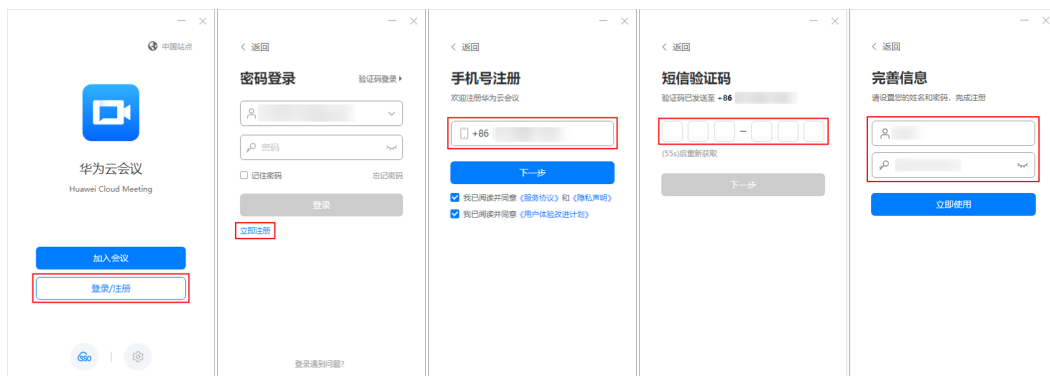 中国站点
华为云会议
Huawei Cloud Meeting
加入会议
登录/注册
SSO
返回
密码登录
验证码登录
密码
记住密码
忘记密码
登录
立即注册
登录遇到问题?
返回
手机号注册
欢迎注册华为云会议
+86
下一步
我已阅读并同意《服务协议》和《隐私声明》
我已阅读并同意《用户体验改进计划》
返回
短信验证码
验证码已发送至 +86
(55s)后重新获取
下一步
返回
完善信息
请设置您的姓名和密码，完成注册
立即使用